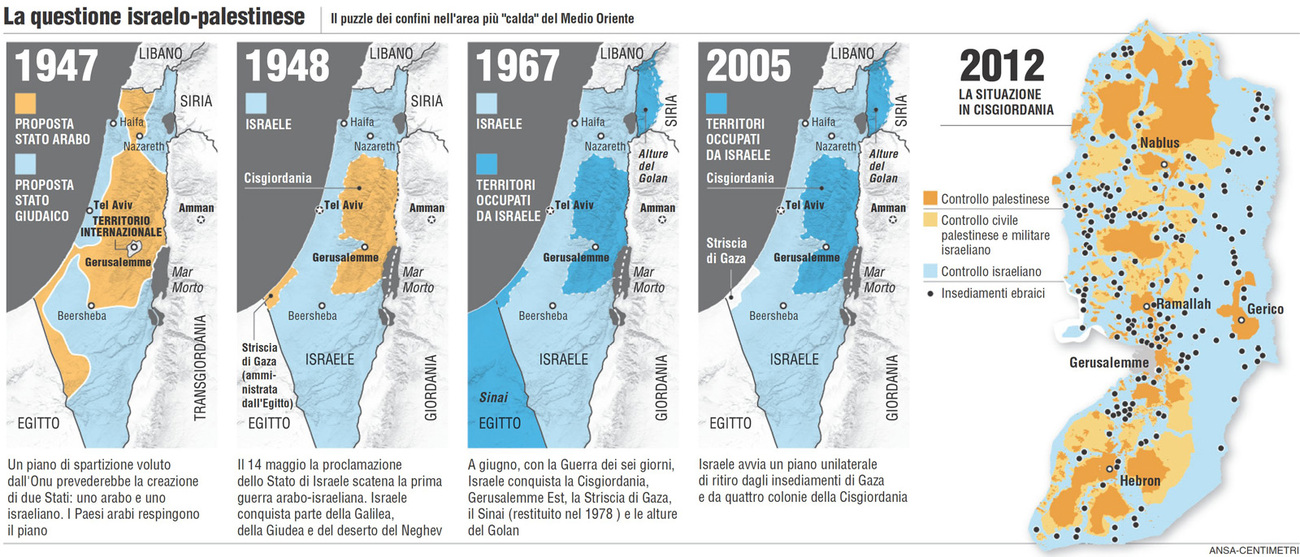 La questione israelo-palestinese
Il puzzle dei confini nell'area più "calda" del Medio Oriente
1947
PROPOSTA
STATO ARABO
PROPOSTA
STATO
GIUDAICO
LIBANO
SIRIA
Haifa
Nazareth
Tel Aviv
TERRITORIO
INTERNAZIONALE
Gerusalemme
Amman
Mar
Morto
Beersheba
TRANSGIORDANIA
EGITTO
Un piano di spartizione voluto
dall'Onu prevederebbe la creazione
di due Stati: uno arabo e uno
israeliano. I Paesi arabi respingono
il piano
1948
ISRAELE
LIBANO
SIRIA
Haifa
Nazareth
Cisgiordania
Tel Aviv
Amman
Gerusalemme
Mar
Morto
Beersheba
Striscia
di Gaza
(ammi-
nistrata
dall'Egitto)
ISRAELE
GIORDANIA
EGITTO
Il 14 maggio la proclamazione
dello Stato di Israele scatena la prima
guerra arabo-israeliana. Israele
conquista parte della Galilea,
della Giudea e del deserto del Neghev
1967
ISRAELE
TERRITORI
OCCUPATI
DA ISRAELE
LIBANO
SIRIA
Haifa
Nazareth
Alture
del
Golan
Tel Aviv
Amman
Gerusalemme
Mar
Morto
Beersheba
ISRAELE
GIORDANIA
Sinai
EGITTO
A giugno, con la Guerra dei sei giorni,
Israele conquista la Cisgiordania,
Gerusalemme Est, la Striscia di Gaza,
il Sinai (restituito nel 1978 ) e le alture
del Golan
2005
TERRITORI
OCCUPATI
DA ISRAELE
LIBANO
SIRIA
Haifa
Nazareth
Alture
del
Golan
Cisgiordania
Tel Aviv
Amman
Striscia
di Gaza
Gerusalemme
Mar
Morto
Beersheba
ISRAELE
GIORDANIA
EGITTO
Israele avvia un piano unilaterale
di ritiro dagli insediamenti di Gaza
e da quattro colonie della Cisgiordania
2012
LA SITUAZIONE
IN CISGIORDANIA
Controllo palestinese
Controllo civile
palestinese e militare
israeliano
Controllo israeliano
Insediamenti ebraici
Nablus
Ramallah
Gerico
Gerusalemme
Hebron
ANSA-CENTIMETRI